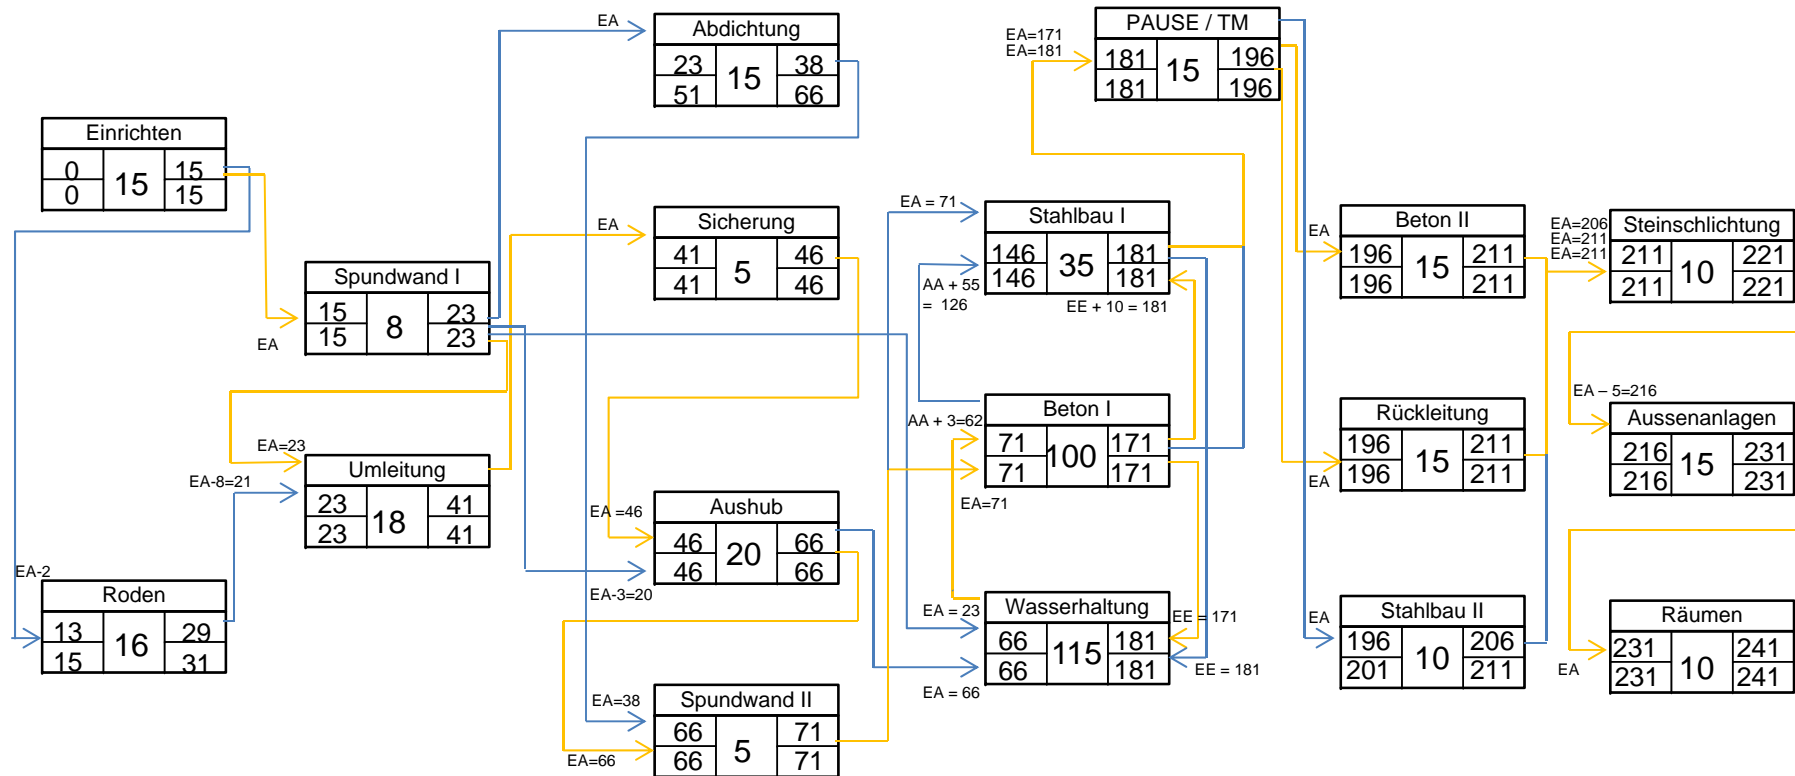 EA
Abdichtung
23 15 38
51 66
EA=171
EA=181
PAUSE / TM
181 15 196
181 196
Einrichten
0 15 15
0 15
EA
Spundwand I
15 8 23
15 23
EA
Sicherung
41 5 46
41 46
EA = 71
Stahlbau I
146 35 181
146 181
AA + 55
= 126
EE + 10 = 181
EA
Beton II
196 15 211
196 211
EA=206
EA=211
EA=211
Steinschlichtung
211 10 221
211 221
EA=23
EA-8=21
Umleitung
23 18 41
23 41
AA + 3=62
Beton I
71 100 171
71 171
EA=71
Rückleitung
196 15 211
196 211
EA
EA – 5=216
Aussenanlagen
216 15 231
216 231
EA =46
Aushub
46 20 66
46 66
EA-3=20
EA-2
Roden
13 16 29
15 31
EA = 23
Wasserhaltung
66 115 181
66 181
EE = 171
EE = 181
EA = 66
EA
Stahlbau II
196 10 206
201 211
EA
Räumen
231 10 241
231 241
EA=38
Spundwand II
66 5 71
66 71
EA=66